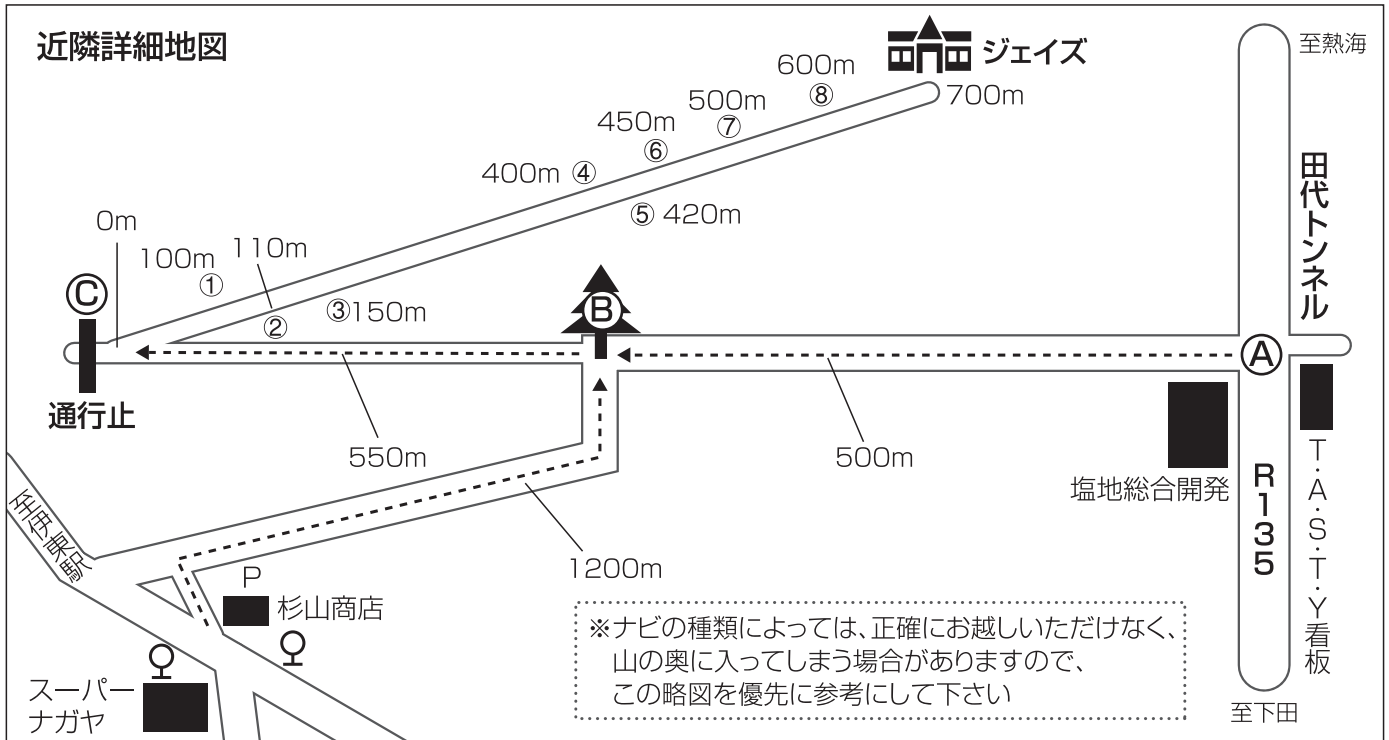 近隣詳細地図
ジェイズ
至熱海
600m
⑧
700m
500m
⑦
450m
⑥
400m ④
⑤ 420m
田代トンネル
0m
110m
100m
①
②
③150m
C
B
A
通行止
550m
500m
塩地総合開発
R135
T・A・S・T・Y看板
至伊東駅
1200m
P
杉山商店
※ナビの種類によっては、正確にお越しいただけなく、
山の奥に入ってしまう場合がありますので、
この略図を優先に参考にして下さい
スーパー
ナガヤ
至下田